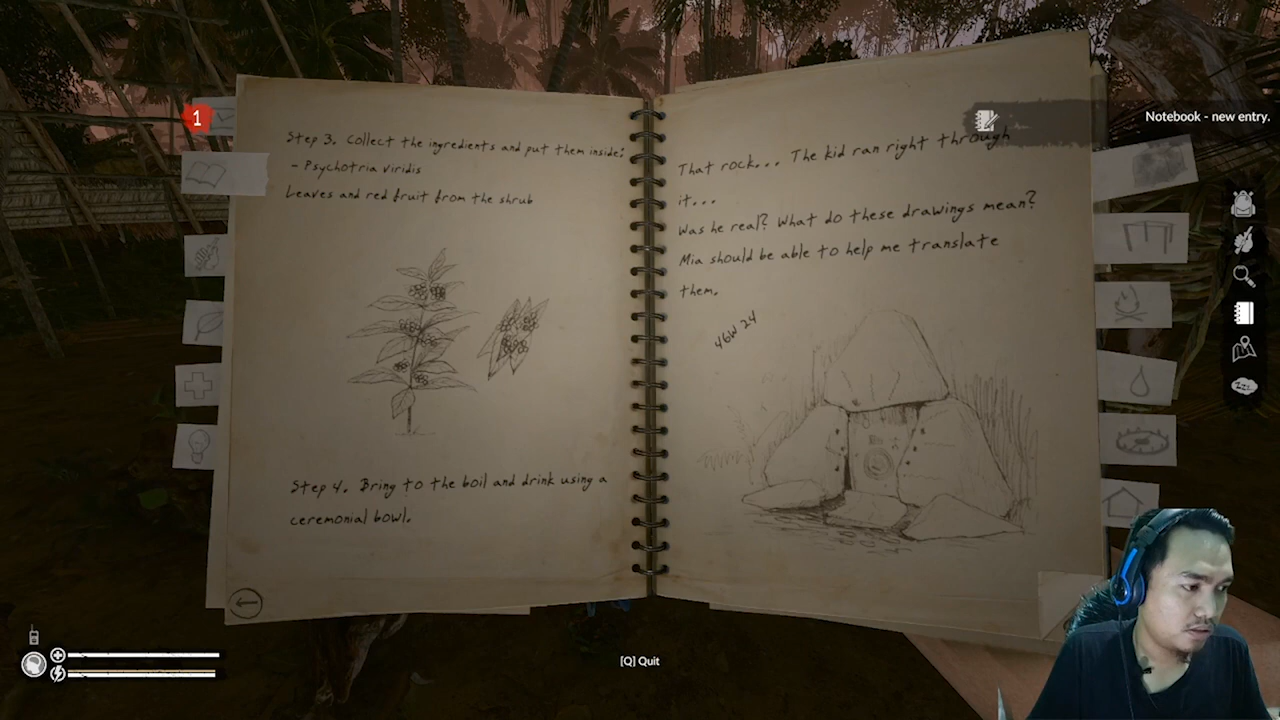 1
Step 3. Collect the ingredients and put them inside:
- Psychotria viridis
Leaves and red fruit from the shrub
Step 4. Bring to the boil and drink using a
ceremonial bowl.
That rock... The kid ran right through
it...
Was he real? What do these drawings mean?
Mia should be able to help me translate
them.
46W 24
Notebook - new entry.
Zzz
[Q] Quit